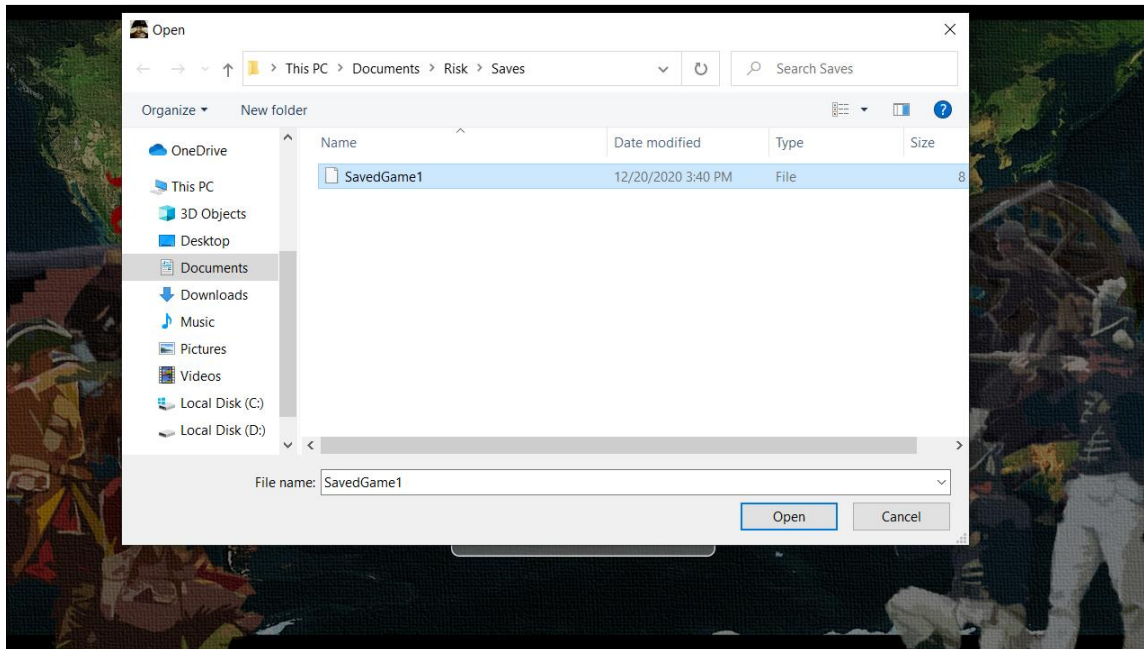 Open
This PC > Documents > Risk > Saves
Search Saves
Organize
New folder
?
Name
Date modified
Type
Size
OneDrive
This PC
3D Objects
Desktop
Documents
Downloads
Music
Pictures
Videos
Local Disk (C:)
Local Disk (D:)
SavedGame1
12/20/2020 3:40 PM
File
8
File name: SavedGame1
Open
Cancel